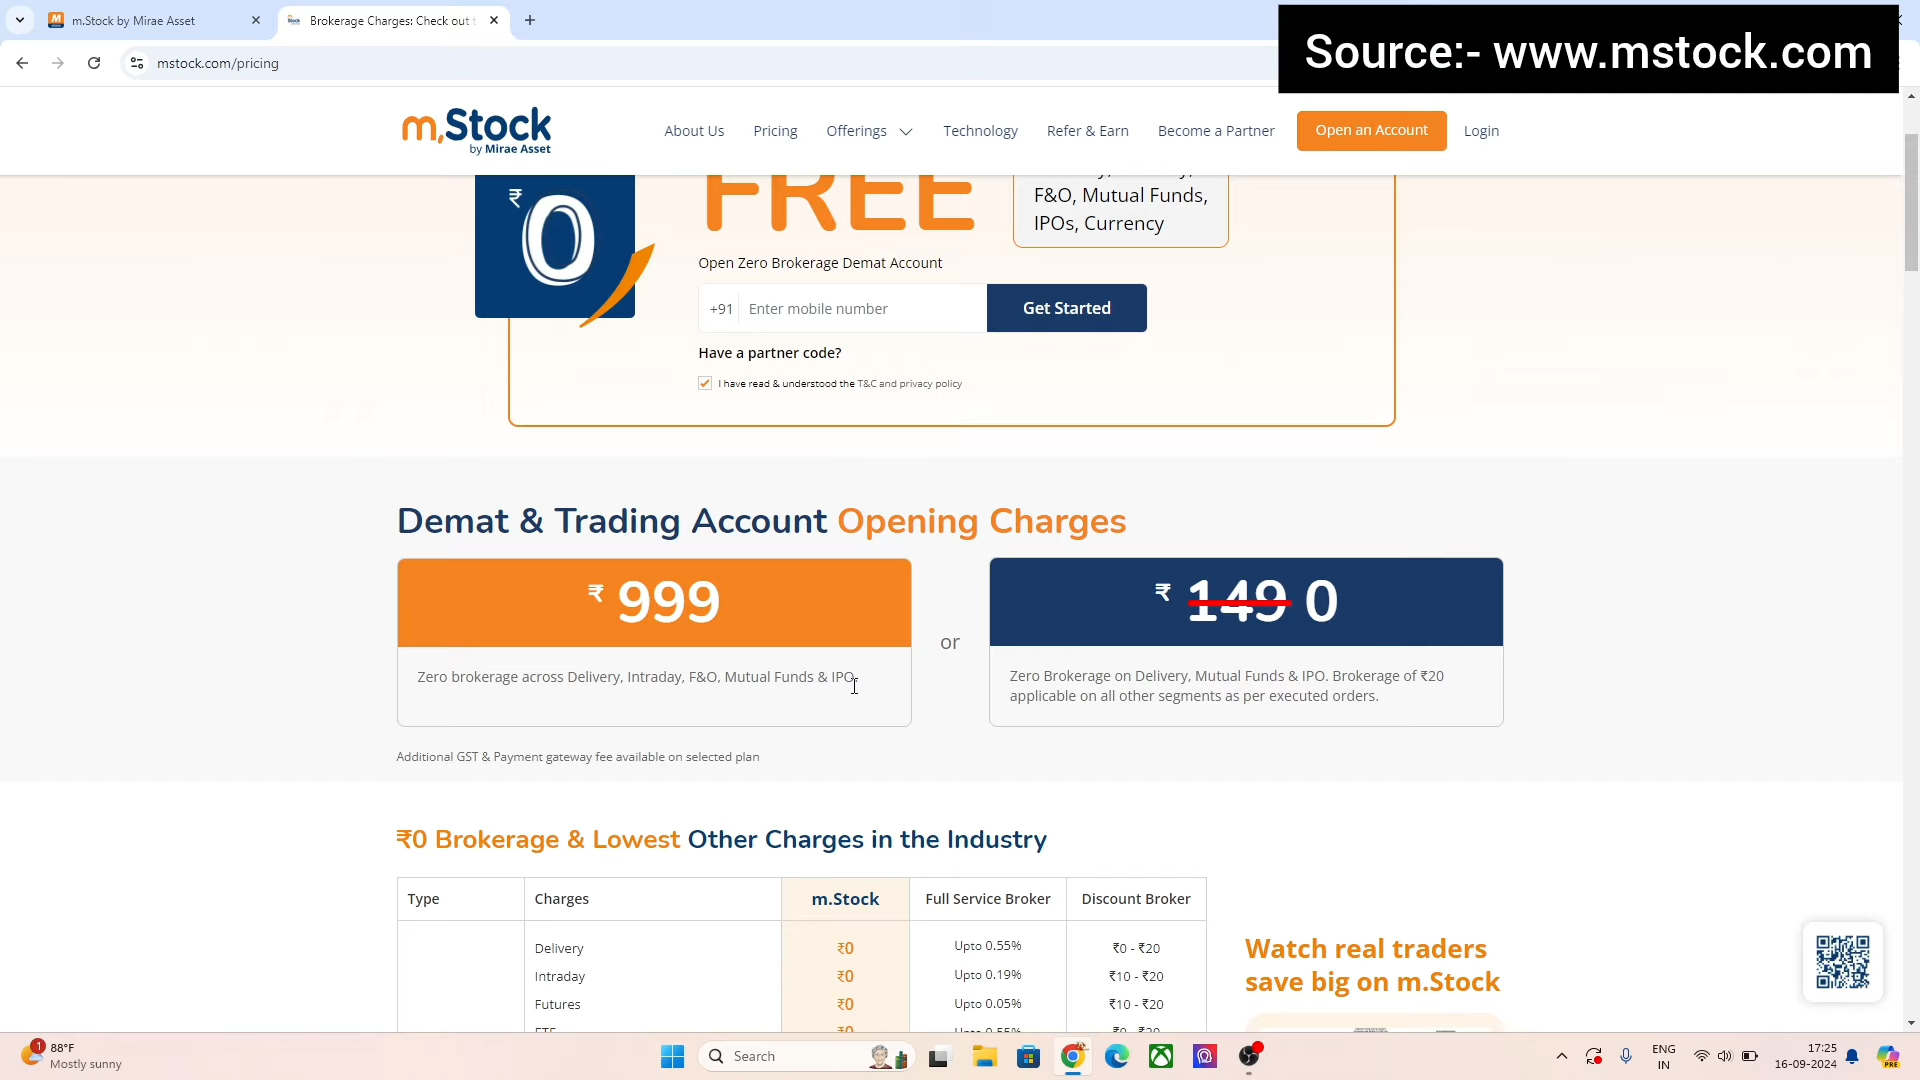 m.Stock by Mirae Asset
Brokerage Charges: Check out t
Source:- www.mstock.com
mstock.com/pricing
m.Stock
by Mirae Asset
About Us
Pricing
Offerings
Technology
Refer & Earn
Become a Partner
Open an Account
Login
₹ 0
FREE
F&O, Mutual Funds,
IPOs, Currency
Open Zero Brokerage Demat Account
+91 Enter mobile number
Get Started
Have a partner code?
I have read & understood the T&C and privacy policy
Demat & Trading Account Opening Charges
₹ 999
Zero brokerage across Delivery, Intraday, F&O, Mutual Funds & IPO.
or
₹ 149 0
Zero Brokerage on Delivery, Mutual Funds & IPO. Brokerage of ₹20
applicable on all other segments as per executed orders.
Additional GST & Payment gateway fee available on selected plan
₹0 Brokerage & Lowest Other Charges in the Industry
Type Charges m.Stock Full Service Broker Discount Broker
Delivery ₹0 Upto 0.55% ₹0 - ₹20
Intraday ₹0 Upto 0.19% ₹10 - ₹20
Futures ₹0 Upto 0.05% ₹10 - ₹20
Watch real traders
save big on m.Stock
1
88°F
Mostly sunny
Search
ENG
IN
17:25
16-09-2024
PRE